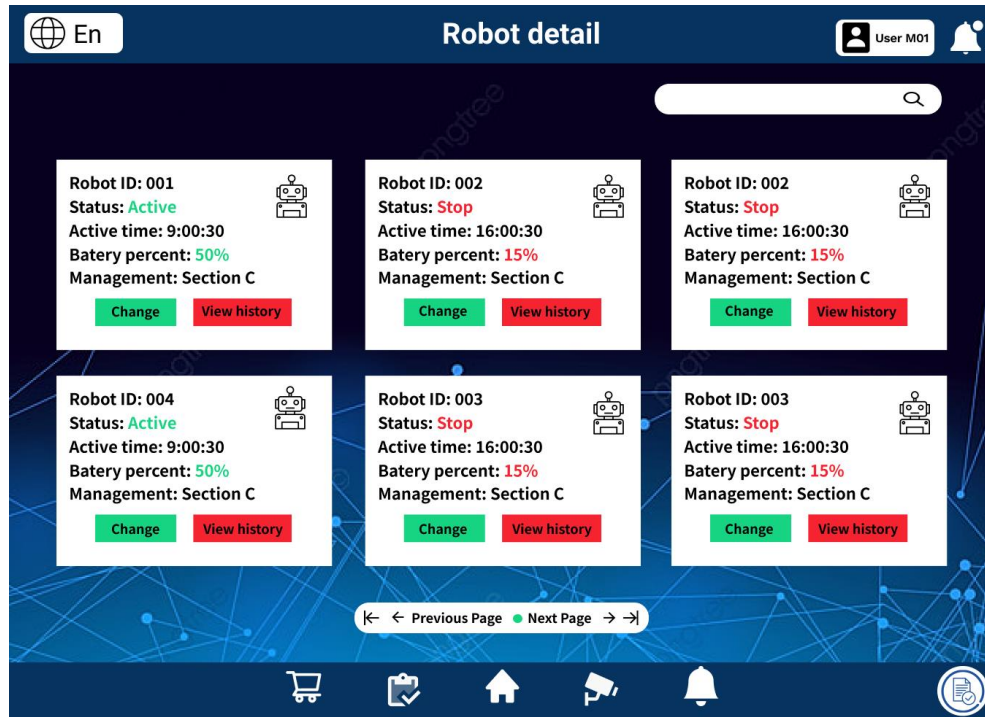 En
Robot detail
User M01
Robot ID: 001
Status: Active
Active time: 9:00:30
Batery percent: 50%
Management: Section C
Change
View history
Robot ID: 002
Status: Stop
Active time: 16:00:30
Batery percent: 15%
Management: Section C
Change
View history
Robot ID: 002
Status: Stop
Active time: 16:00:30
Batery percent: 15%
Management: Section C
Change
View history
Robot ID: 004
Status: Active
Active time: 9:00:30
Batery percent: 50%
Management: Section C
Change
View history
Robot ID: 003
Status: Stop
Active time: 16:00:30
Batery percent: 15%
Management: Section C
Change
View history
Robot ID: 003
Status: Stop
Active time: 16:00:30
Batery percent: 15%
Management: Section C
Change
View history
Previous Page
Next Page
pngtree